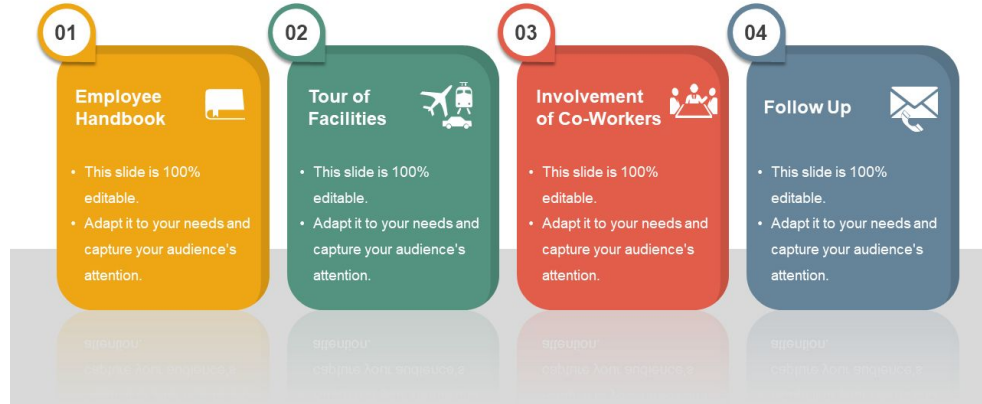 01
Employee
Handbook
• This slide is 100%
editable.
• Adapt it to your needs and
capture your audience's
attention.
02
Tour of
Facilities
• This slide is 100%
editable.
• Adapt it to your needs and
capture your audience's
attention.
03
Involvement
of Co-Workers
• This slide is 100%
editable.
• Adapt it to your needs and
capture your audience's
attention.
04
Follow Up
• This slide is 100%
editable.
• Adapt it to your needs and
capture your audience's
attention.